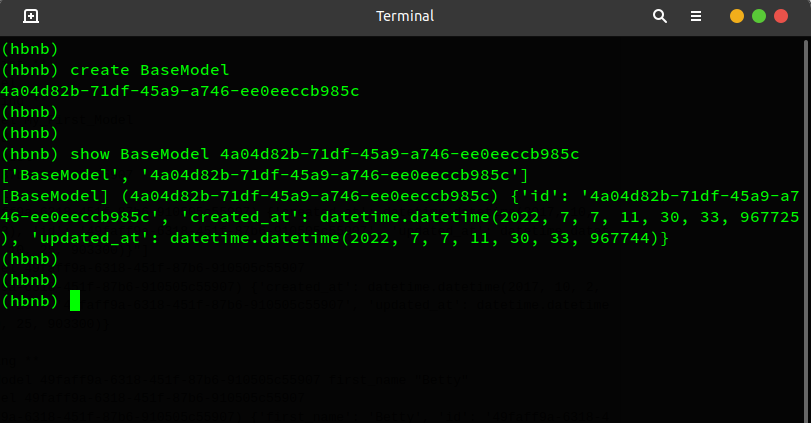 Terminal
(hbnb)
(hbnb) create BaseModel
4a04d82b-71df-45a9-a746-ee0eeccb985c
(hbnb)
(hbnb)
(hbnb) show BaseModel 4a04d82b-71df-45a9-a746-ee0eeccb985c
['BaseModel', '4a04d82b-71df-45a9-a746-ee0eeccb985c']
[BaseModel] (4a04d82b-71df-45a9-a746-ee0eeccb985c) {'id': '4a04d82b-71df-45a9-a7
46-ee0eeccb985c', 'created_at': datetime.datetime(2022, 7, 7, 11, 30, 33, 967725
), 'updated_at': datetime.datetime(2022, 7, 7, 11, 30, 33, 967744)}
(hbnb)
(hbnb)
(hbnb)